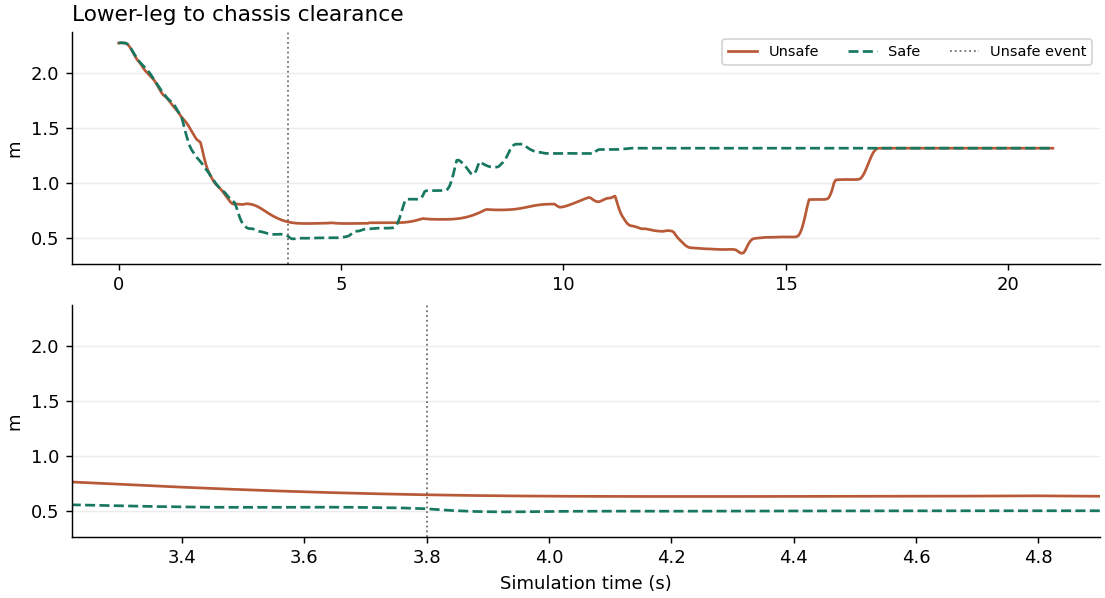 Lower-leg to chassis clearance
Unsafe Safe Unsafe event
m
2.0
1.5
1.0
0.5
0 5 10 15 20
m
2.0
1.5
1.0
0.5
3.4 3.6 3.8 4.0 4.2 4.4 4.6 4.8
Simulation time (s)